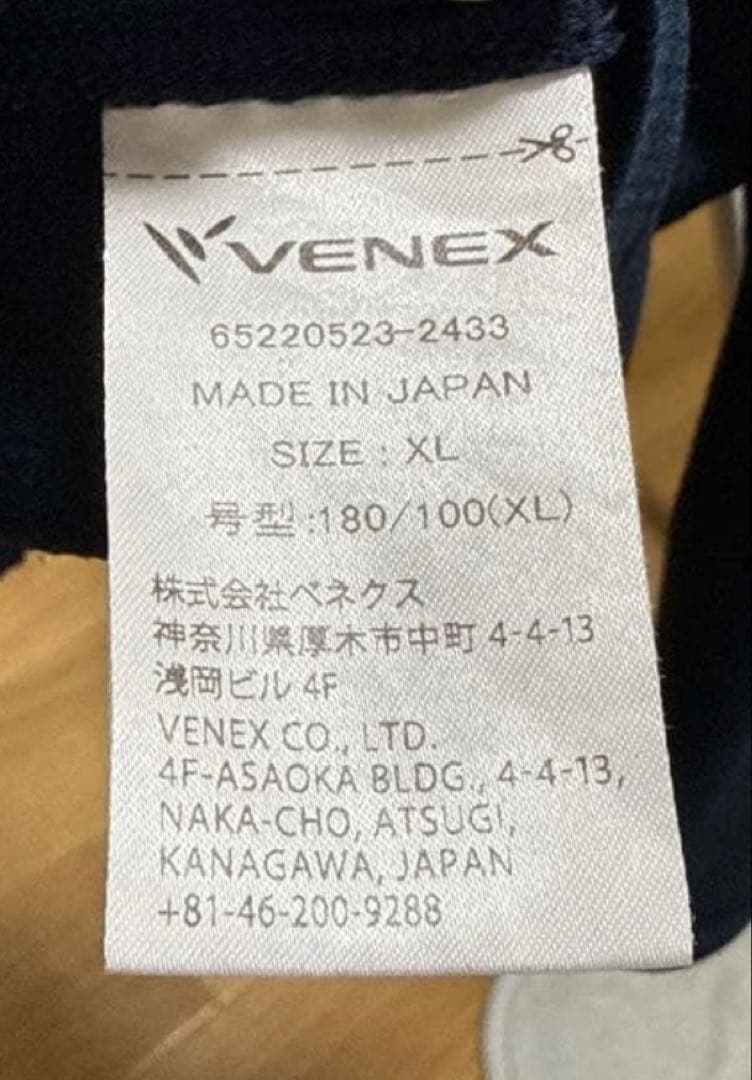 VENEX
65220523-2433
MADE IN JAPAN
SIZE : XL
号型:180/100(XL)
株式会社ベネクス
神奈川県厚木市中町 4-4-13
浅岡ビル 4F
VENEX CO., LTD.
4F-ASAOKA BLDG., 4-4-13,
NAKA-CHO, ATSUGI,
KANAGAWA, JAPAN
+81-46-200-9288